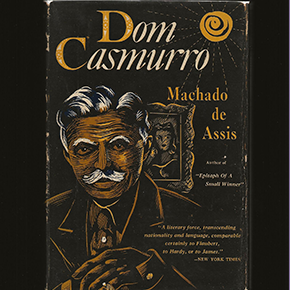 Dom
Casmurro
Machado
de
Assis
Author of
"Epitaph Of A
Small Winner"
"A literary force, transcending
nationality and language, comparable
certainly to Flaubert,
to Hardy, or to James."
—NEW YORK TIMES